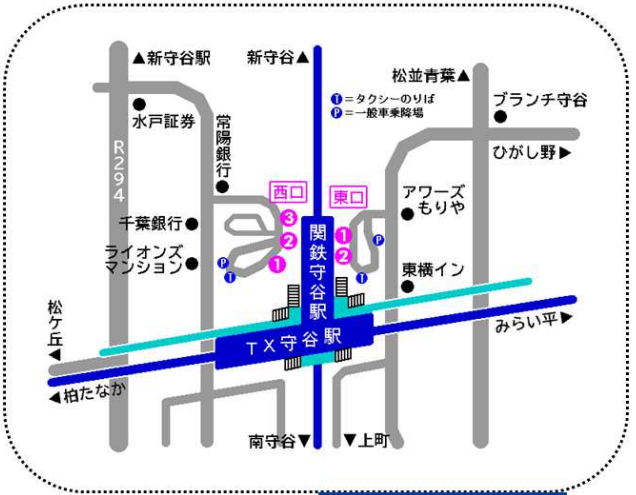 ▲新守谷駅
新守谷▲
松並青葉▲
T=タクシーのりば
P=一般車乗降場
ブランチ守谷
水戸証券
常陽銀行
R294
ひがし野▶
西口
東口
アワーズ
もりや
千葉銀行
3
2
1
1
2
P
T
P
T
ライオンズ
マンション
関鉄守谷駅
東横イン
TX守谷駅
みらい平▶
松ケ丘▲
◀柏たなか
南守谷▼
▼上町